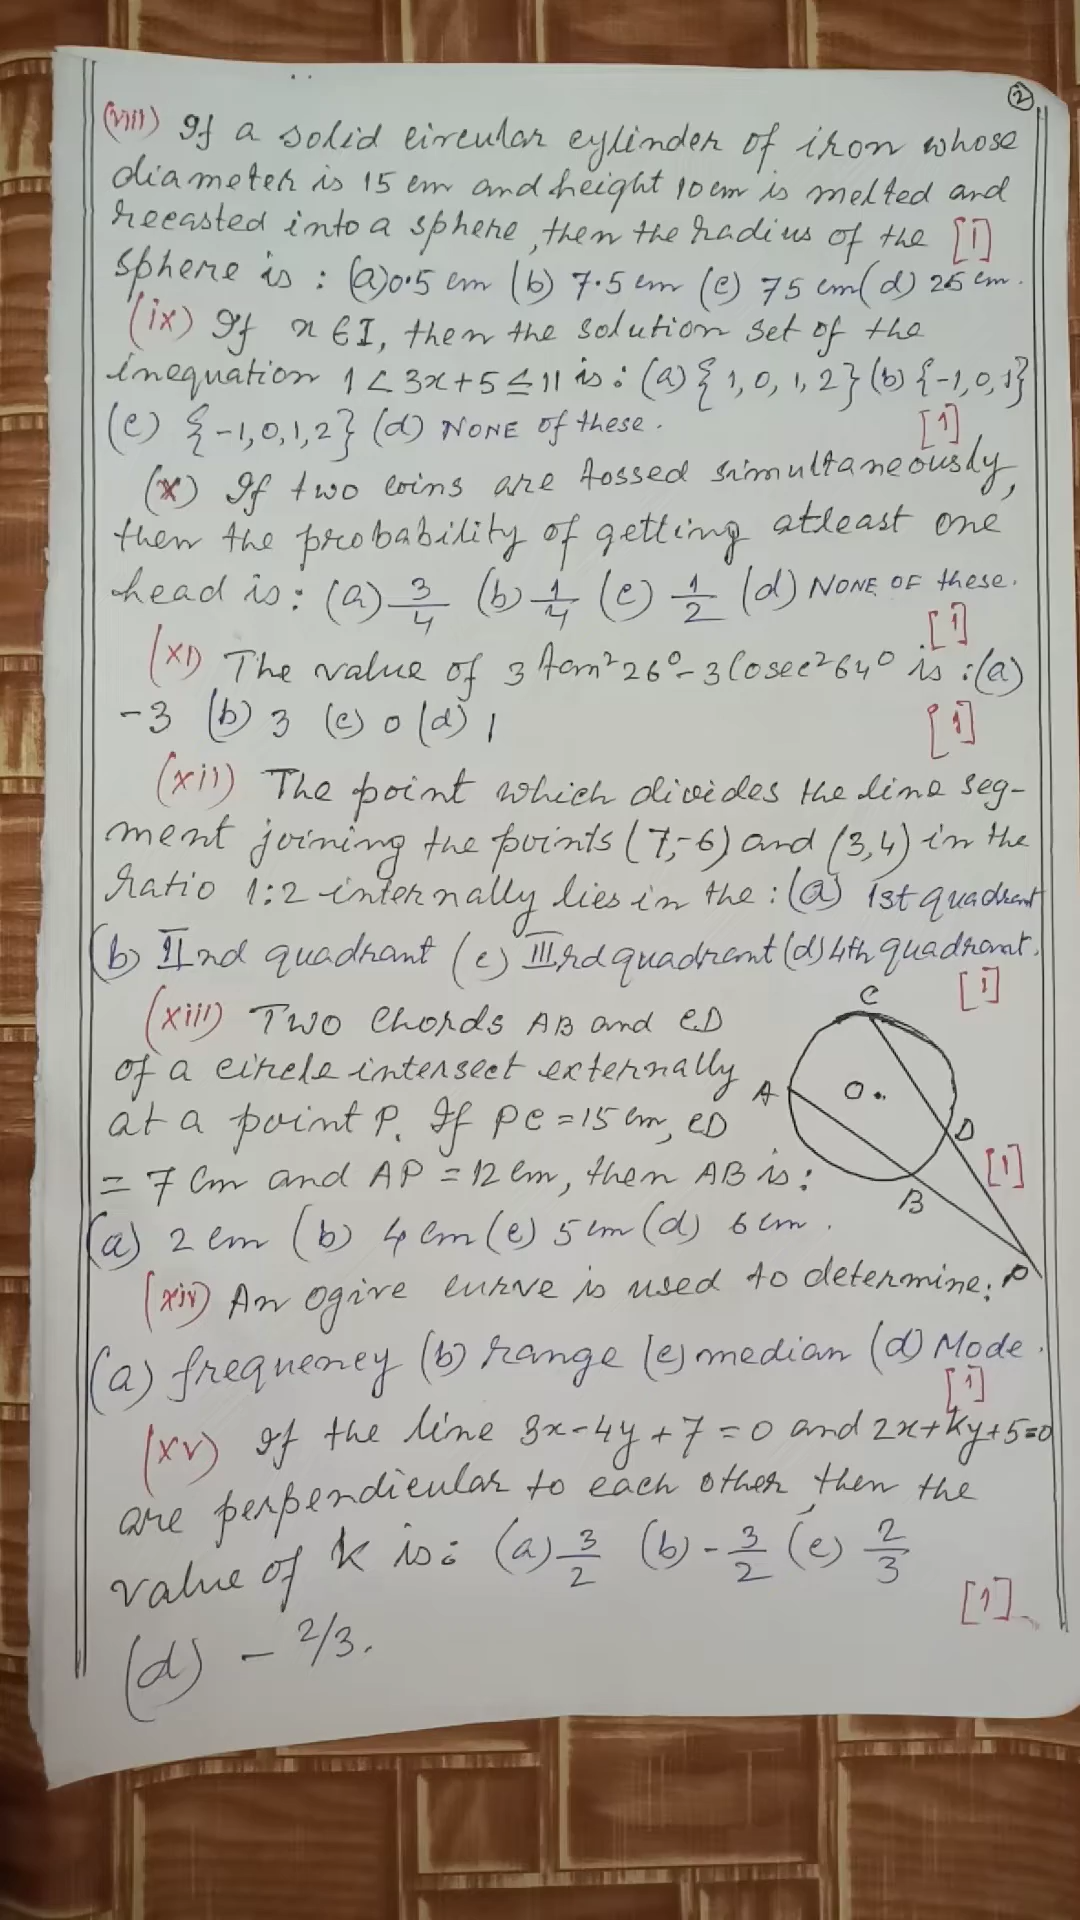 ②
(viii) If a solid circular cylinder of iron whose
diameter is 15 cm and height 10 cm is melted and
recasted into a sphere, then the radius of the [1]
sphere is : (a) 0.5 cm (b) 7.5 cm (c) 75 cm (d) 25 cm.
(ix) If x ∈ I, then the solution set of the
inequation 1 < 3x+5 ≤ 11 is : (a) { 1, 0, 1, 2 } (b) {-1, 0, 1}
(c) {-1, 0, 1, 2} (d) NONE of these. [1]
(x) If two coins are tossed simultaneously,
then the probability of getting atleast one
head is : (a) 3/4 (b) 1/4 (c) 1/2 (d) NONE OF these.
[1]
(xi) The value of 3 tan² 26° - 3 Cosec² 64° is : (a)
-3 (b) 3 (c) 0 (d) 1 [1]
(xii) The point which divides the line seg-
ment joining the points (7,-6) and (3,4) in the
ratio 1:2 internally lies in the : (a) 1st quadrant
(b) IInd quadrant (c) IIIrd quadrant (d) 4th quadrant.
[1]
(xiii) Two chords AB and CD
of a circle intersect externally
at a point P. If PC = 15 cm, CD
= 7 cm and AP = 12 cm, then AB is : [1]
(a) 2 cm (b) 4 cm (c) 5 cm (d) 6 cm.
C
A
O
D
B
P
(xiv) An ogive curve is used to determine :
(a) frequency (b) range (c) median (d) Mode.
[1]
(xv) If the line 3x-4y+7=0 and 2x+ky+5=0
are perpendicular to each other, then the
value of k is : (a) 3/2 (b) -3/2 (c) 2/3
[1]
(d) - 2/3.